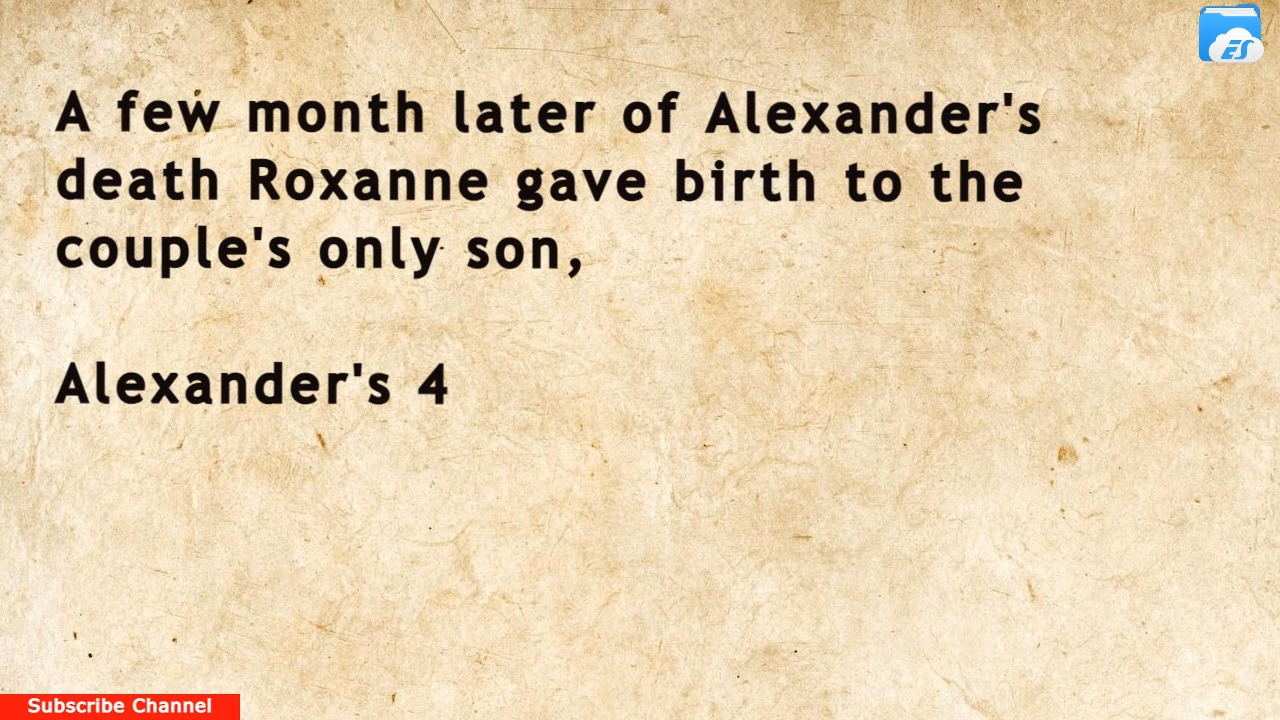 ES
A few month later of Alexander's
death Roxanne gave birth to the
couple's only son,
Alexander's 4
Subscribe Channel